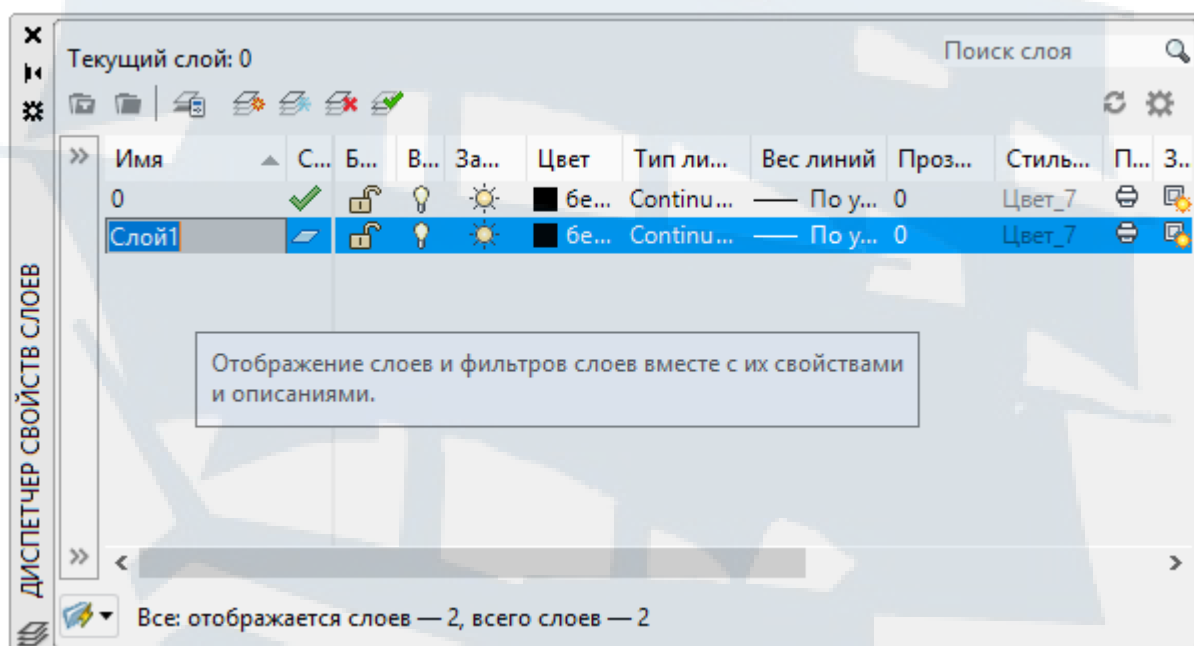 Текущий слой: 0
Поиск слоя
Имя С... Б... В... За... Цвет Тип ли... Вес линий Проз... Стиль... П... З..
0 бе... Continu... По у... 0 Цвет_7
Слой1 бе... Continu... По у... 0 Цвет_7
Отображение слоев и фильтров слоев вместе с их свойствами
и описаниями.
ДИСПЕТЧЕР СВОЙСТВ СЛОЕВ
Все: отображается слоев — 2, всего слоев — 2